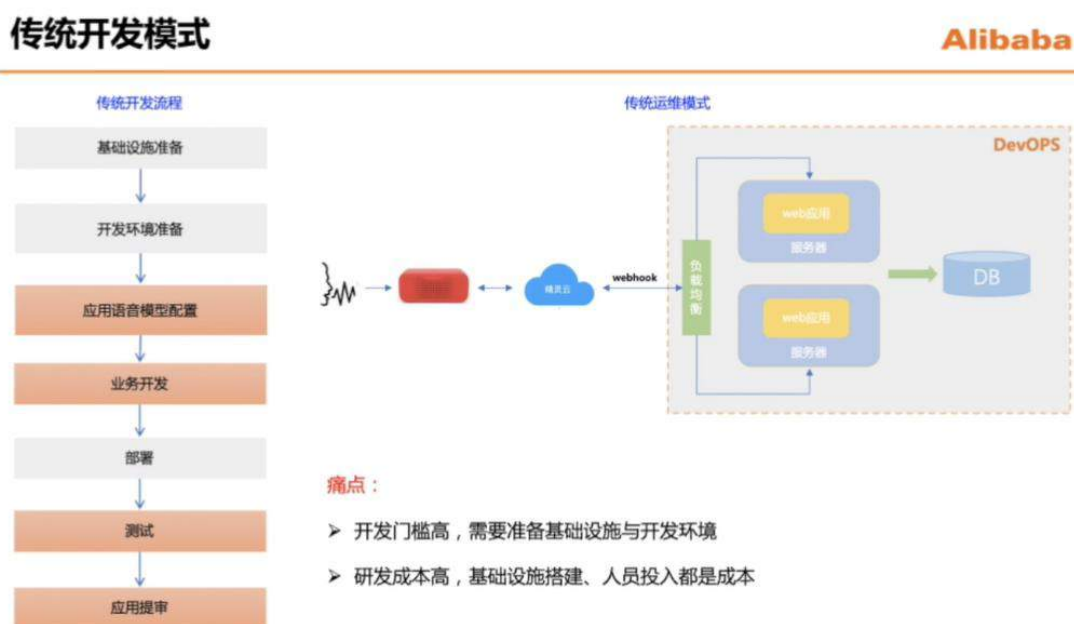 传统开发模式
Alibaba
传统开发流程
基础设施准备
开发环境准备
应用语音模型配置
业务开发
部署
测试
应用提审
传统运维模式
DevOPS
精灵云
webhook
负载均衡
web应用
服务器
web应用
服务器
DB
痛点：
➢ 开发门槛高，需要准备基础设施与开发环境
➢ 研发成本高，基础设施搭建、人员投入都是成本